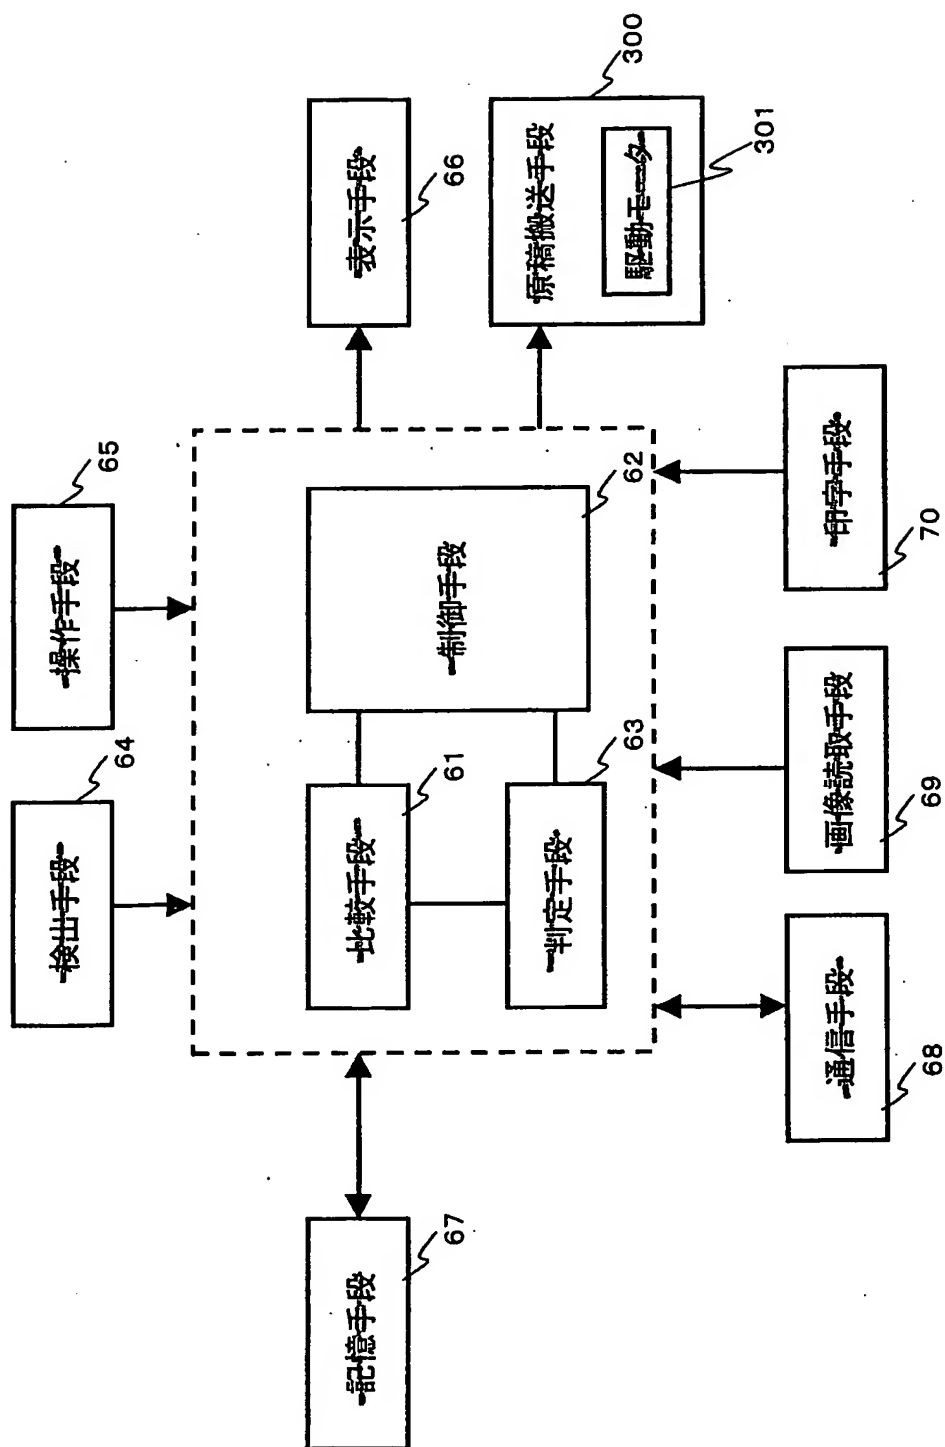 検出手段
64
操作手段
65
記憶手段
67
比較手段
61
制御手段
62
判定手段
63
表示手段
66
原稿搬送手段
300
駆動モータ
301
通信手段
68
画像読取手段
69
印字手段
70